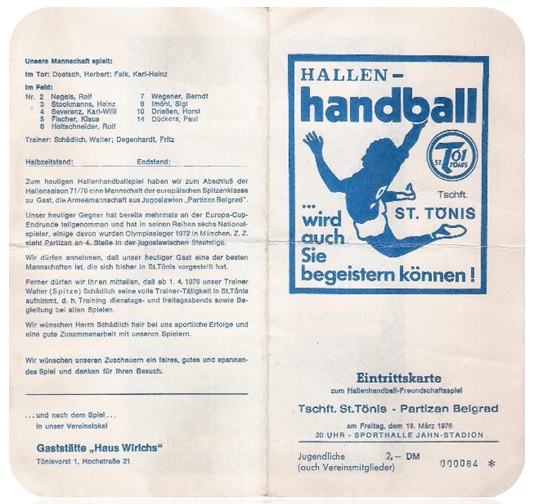 Unsere Mannschaft spielt:
Im Tor: Doetsch, Herbert; Falk, Karl-Heinz
Im Feld:
Nr. 2 Nagels, Rolf 7 Wegener, Berndt
3 Stockmanns, Heinz 8 Imöhl, Sigi
4 Severenz, Karl-Willi 10 Drießen, Horst
5 Fischer, Klaus 14 Dückers, Paul
6 Holtschneider, Rolf
Trainer: Schädlich, Walter; Degenhardt, Fritz
Halbzeitstand: Endstand:
Zum heutigen Hallenhandballspiel haben wir zum Abschluß der
Hallensaison 71/76 eine Mannschaft der europäischen Spitzenklasse
zu Gast, die Armeemannschaft aus Jugoslawien „Partizan Belgrad".
Unser heutiger Gegner hat bereits mehrmals an der Europa-Cup-
Endrunde teilgenommen und hat in seinen Reihen sechs National-
spieler, einige davon wurden Olympiasieger 1972 in München. Z. Z.
steht Partizan an 4. Stelle in der jugoslawischen Staatsliga.
Wir dürfen annehmen, daß unser heutiger Gast eine der besten
Mannschaften ist, die sich bisher in St.Tönis vorgestellt hat.
Ferner dürfen wir Ihnen mitteilen, daß ab 1. 4. 1976 unser Trainer
Walter (Spitze) Schädlich seine volle Trainer-Tätigkeit in St.Tönis
aufnimmt, d. h. Training dienstags- und freitagsabends sowie Be-
gleitung bei allen Spielen.
Wir wünschen Herrn Schädlich heir bei uns sportliche Erfolge und
eine gute Zusammenarbeit mit unseren Spielern.
Wir wünschen unseren Zuschauern ein faires, gutes und spannen-
des Spiel und danken für Ihren Besuch.
...und nach dem Spiel...
in unser Vereinslokal
Gaststätte „Haus Wirichs"
Tönisvorst 1, Hochstraße 21
HALLEN-
handball
ST. TÖNIS
Tschft.
ST. TÖNIS
...
wird
auch
Sie
begeistern können!
Eintrittskarte
zum Hallenhandball-Freundschaftsspiel
Tschft. St.Tönis - Partizan Belgrad
am Freitag, dem 19. März 1976
20 UHR - SPORTHALLE JAHN-STADION
Jugendliche 2,- DM
(auch Vereinsmitglieder) 000084 *